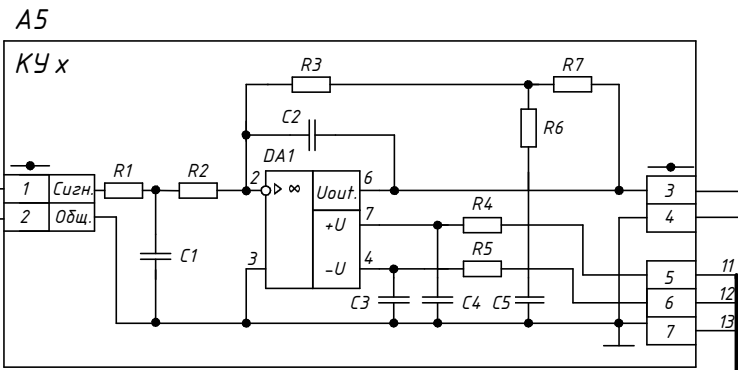 A5
КУ x
R3
R7
C2
R6
DA1
R1
R2
2
∞
Uout.
6
1
Сигн.
3
2
Общ.
+U
7
R4
4
C1
3
-U
4
R5
5
11
C3
C4
C5
6
12
7
13